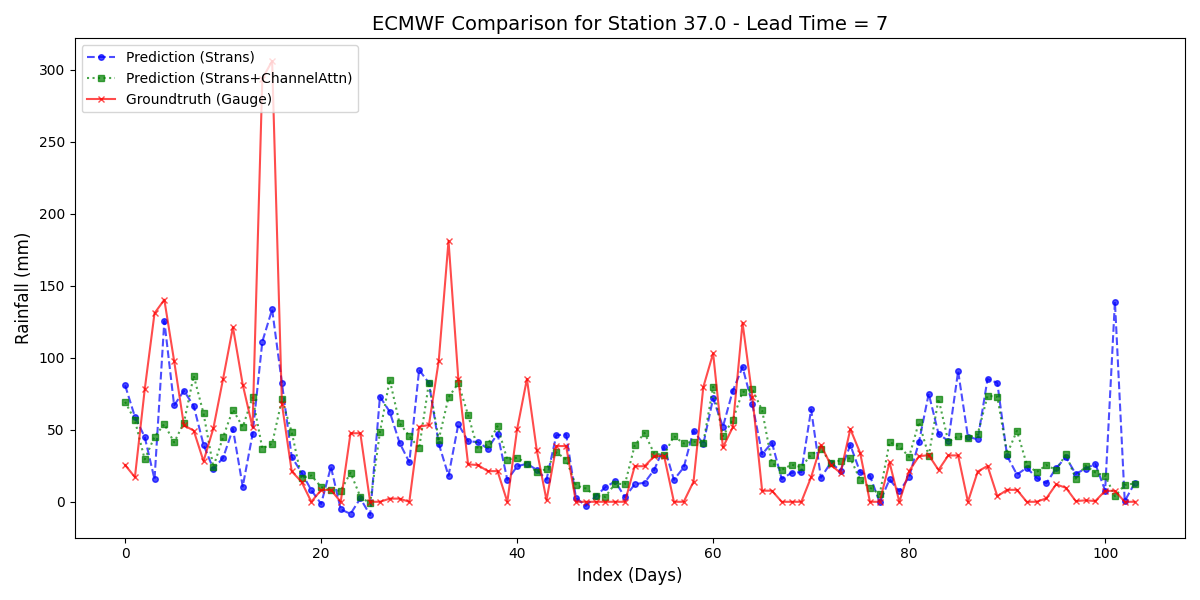 ECMWF Comparison for Station 37.0 - Lead Time = 7
Prediction (Strans)
Prediction (Strans+ChannelAttn)
Groundtruth (Gauge)
Rainfall (mm)
300
250
200
150
100
50
0
0 20 40 60 80 100
Index (Days)